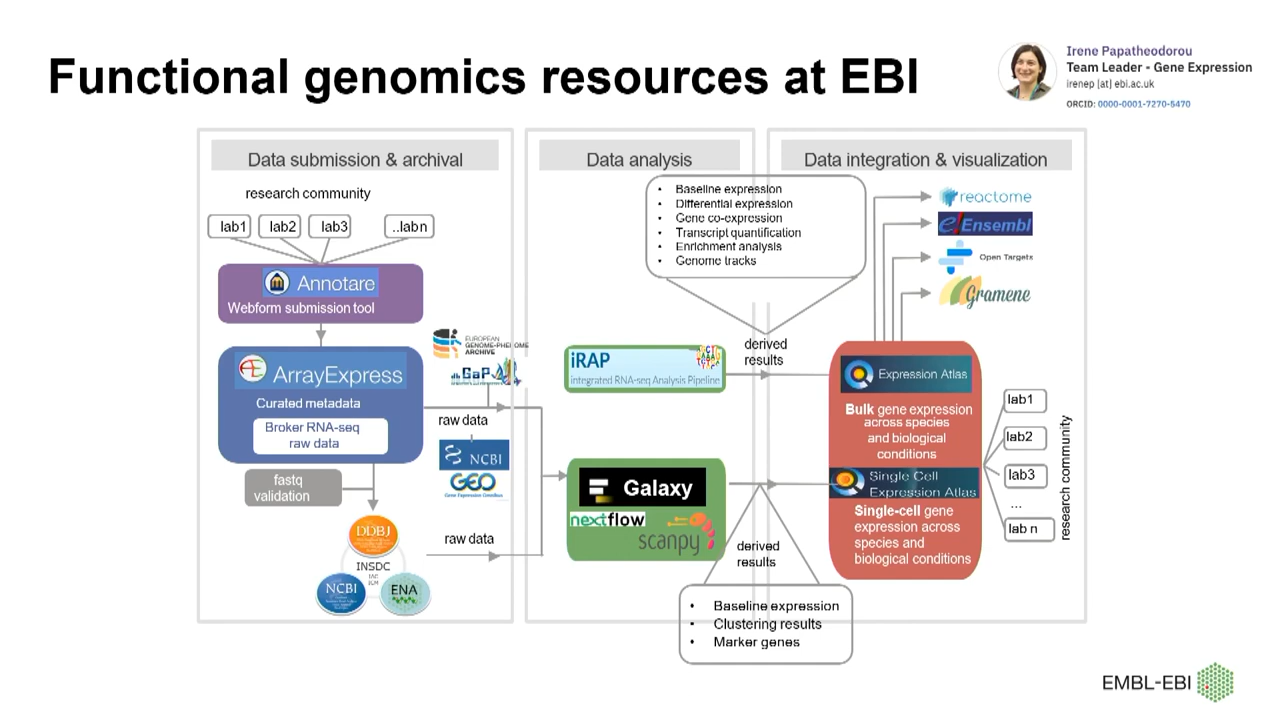 Functional genomics resources at EBI
Irene Papatheodorou
Team Leader - Gene Expression
irenep [at] ebi.ac.uk
ORCID: 0000-0001-7270-5470
Data submission & archival
research community
lab1
lab2
lab3
..labn
Annotare
Webform submission tool
ArrayExpress
Curated metadata
Broker RNA-seq
raw data
fastq
validation
DDBJ
INSDC
NCBI
ENA
EUROPEAN
GENOME-PHENOME
ARCHIVE
GaP
raw data
NCBI
GEO
Gene Expression Omnibus
raw data
Data analysis
Baseline expression
Differential expression
Gene co-expression
Transcript quantification
Enrichment analysis
Genome tracks
iRAP
integrated RNA-seq Analysis Pipeline
derived
results
Galaxy
nextflow
scanpy
derived
results
Baseline expression
Clustering results
Marker genes
Data integration & visualization
reactome
e!Ensembl
Open Targets
Gramene
Expression Atlas
Bulk gene expression
across species
and biological
conditions
Single Cell
Expression Atlas
Single-cell gene
expression across
species and
biological conditions
lab1
lab2
lab3
...
lab n
research community
EMBL-EBI